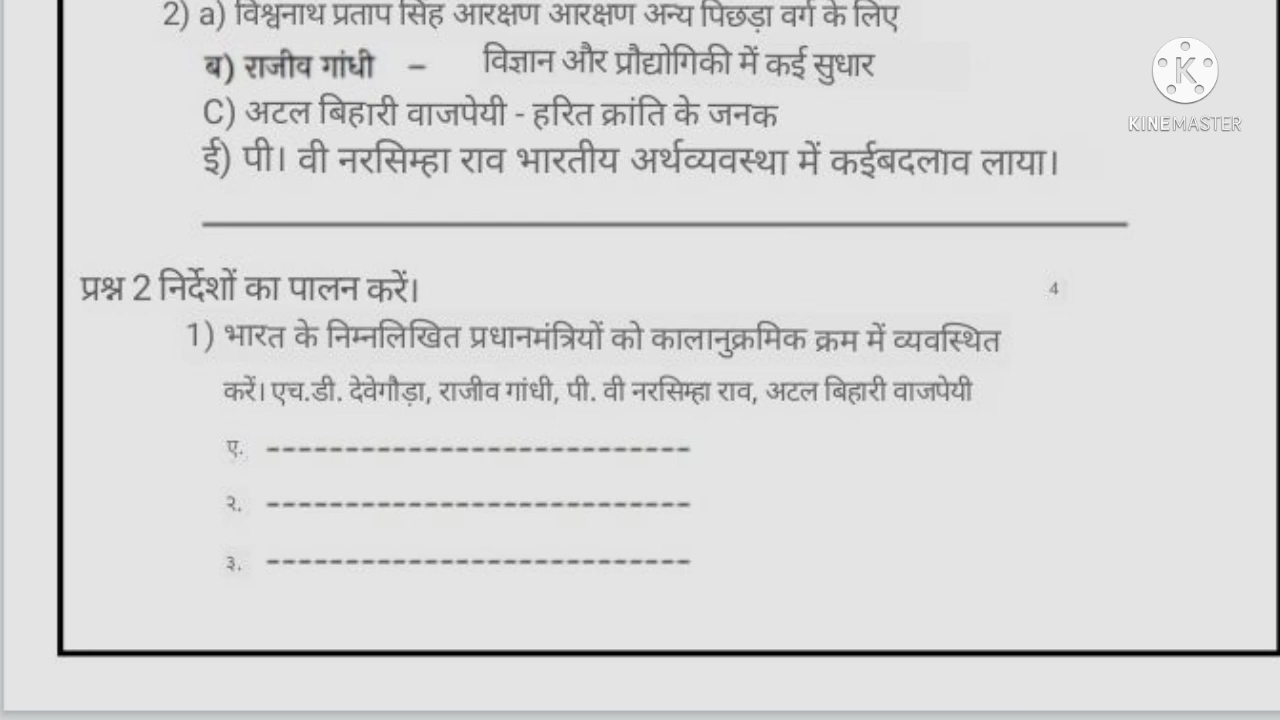 2) a) विश्वनाथ प्रताप सिंह आरक्षण आरक्षण अन्य पिछड़ा वर्ग के लिए
ब) राजीव गांधी – विज्ञान और प्रौद्योगिकी में कई सुधार
C) अटल बिहारी वाजपेयी - हरित क्रांति के जनक
ई) पी। वी नरसिम्हा राव भारतीय अर्थव्यवस्था में कईबदलाव लाया।
प्रश्न 2 निर्देशों का पालन करें। 4
1) भारत के निम्नलिखित प्रधानमंत्रियों को कालानुक्रमिक क्रम में व्यवस्थित
करें। एच.डी. देवेगौड़ा, राजीव गांधी, पी. वी नरसिम्हा राव, अटल बिहारी वाजपेयी
ए. ---------------------------
२. ---------------------------
३. ---------------------------
K
KINEMASTER